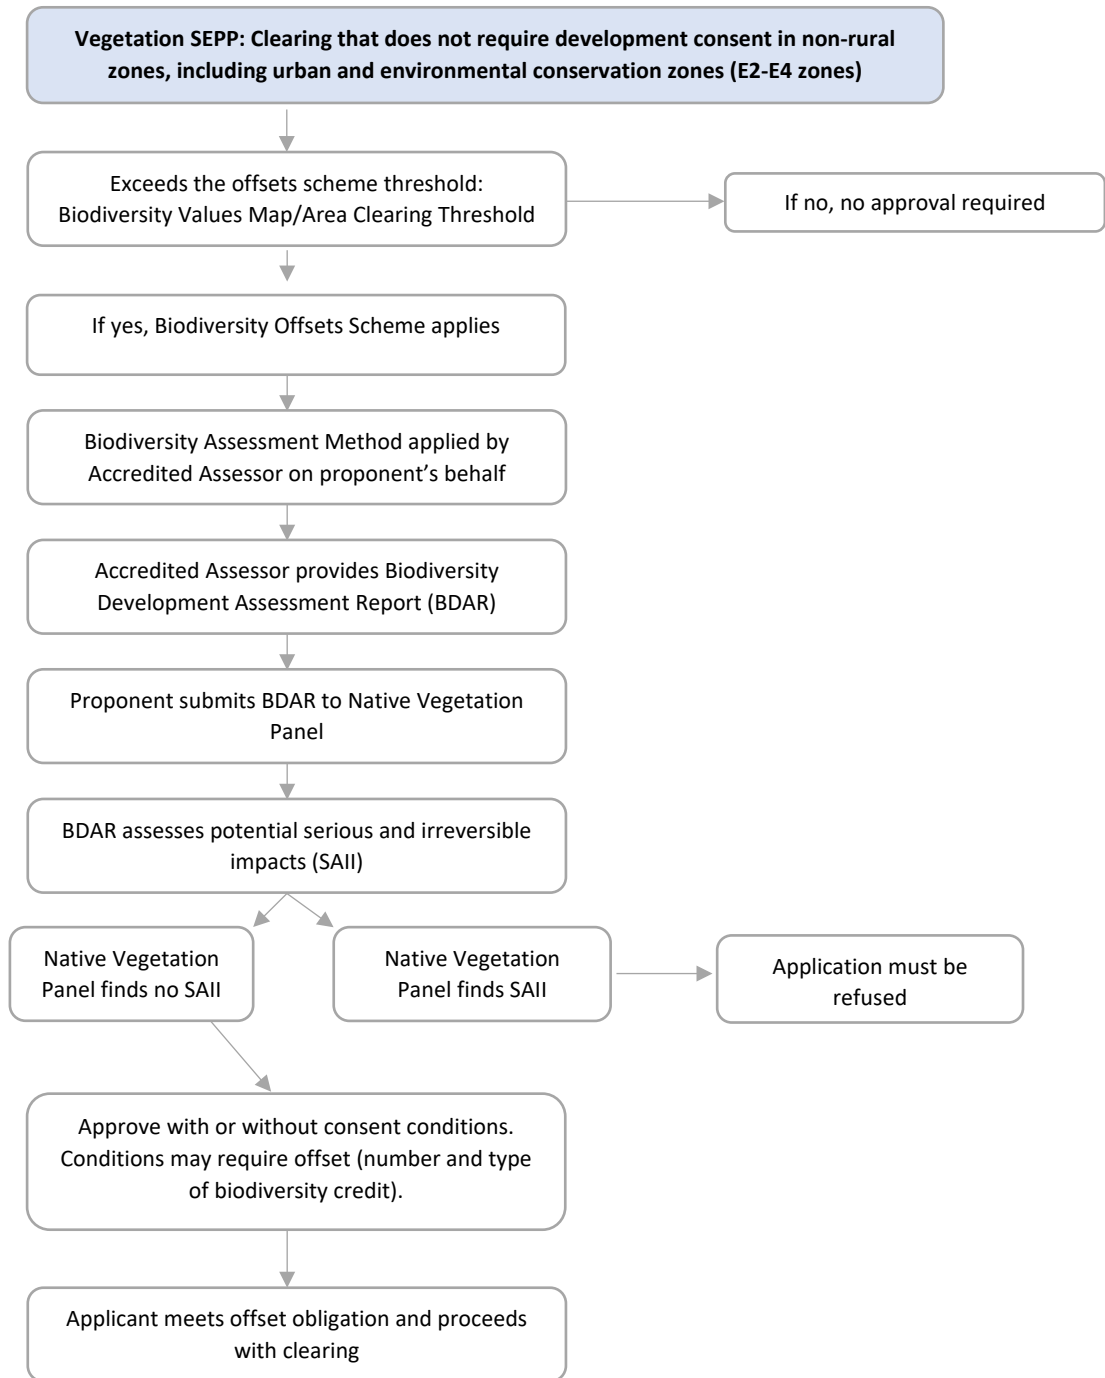 Vegetation SEPP: Clearing that does not require development consent in non-rural
zones, including urban and environmental conservation zones (E2-E4 zones)
Exceeds the offsets scheme threshold:
Biodiversity Values Map/Area Clearing Threshold
If no, no approval required
If yes, Biodiversity Offsets Scheme applies
Biodiversity Assessment Method applied by
Accredited Assessor on proponent’s behalf
Accredited Assessor provides Biodiversity
Development Assessment Report (BDAR)
Proponent submits BDAR to Native Vegetation
Panel
BDAR assesses potential serious and irreversible
impacts (SAII)
Native Vegetation
Panel finds no SAII
Native Vegetation
Panel finds SAII
Application must be
refused
Approve with or without consent conditions.
Conditions may require offset (number and type
of biodiversity credit).
Applicant meets offset obligation and proceeds
with clearing